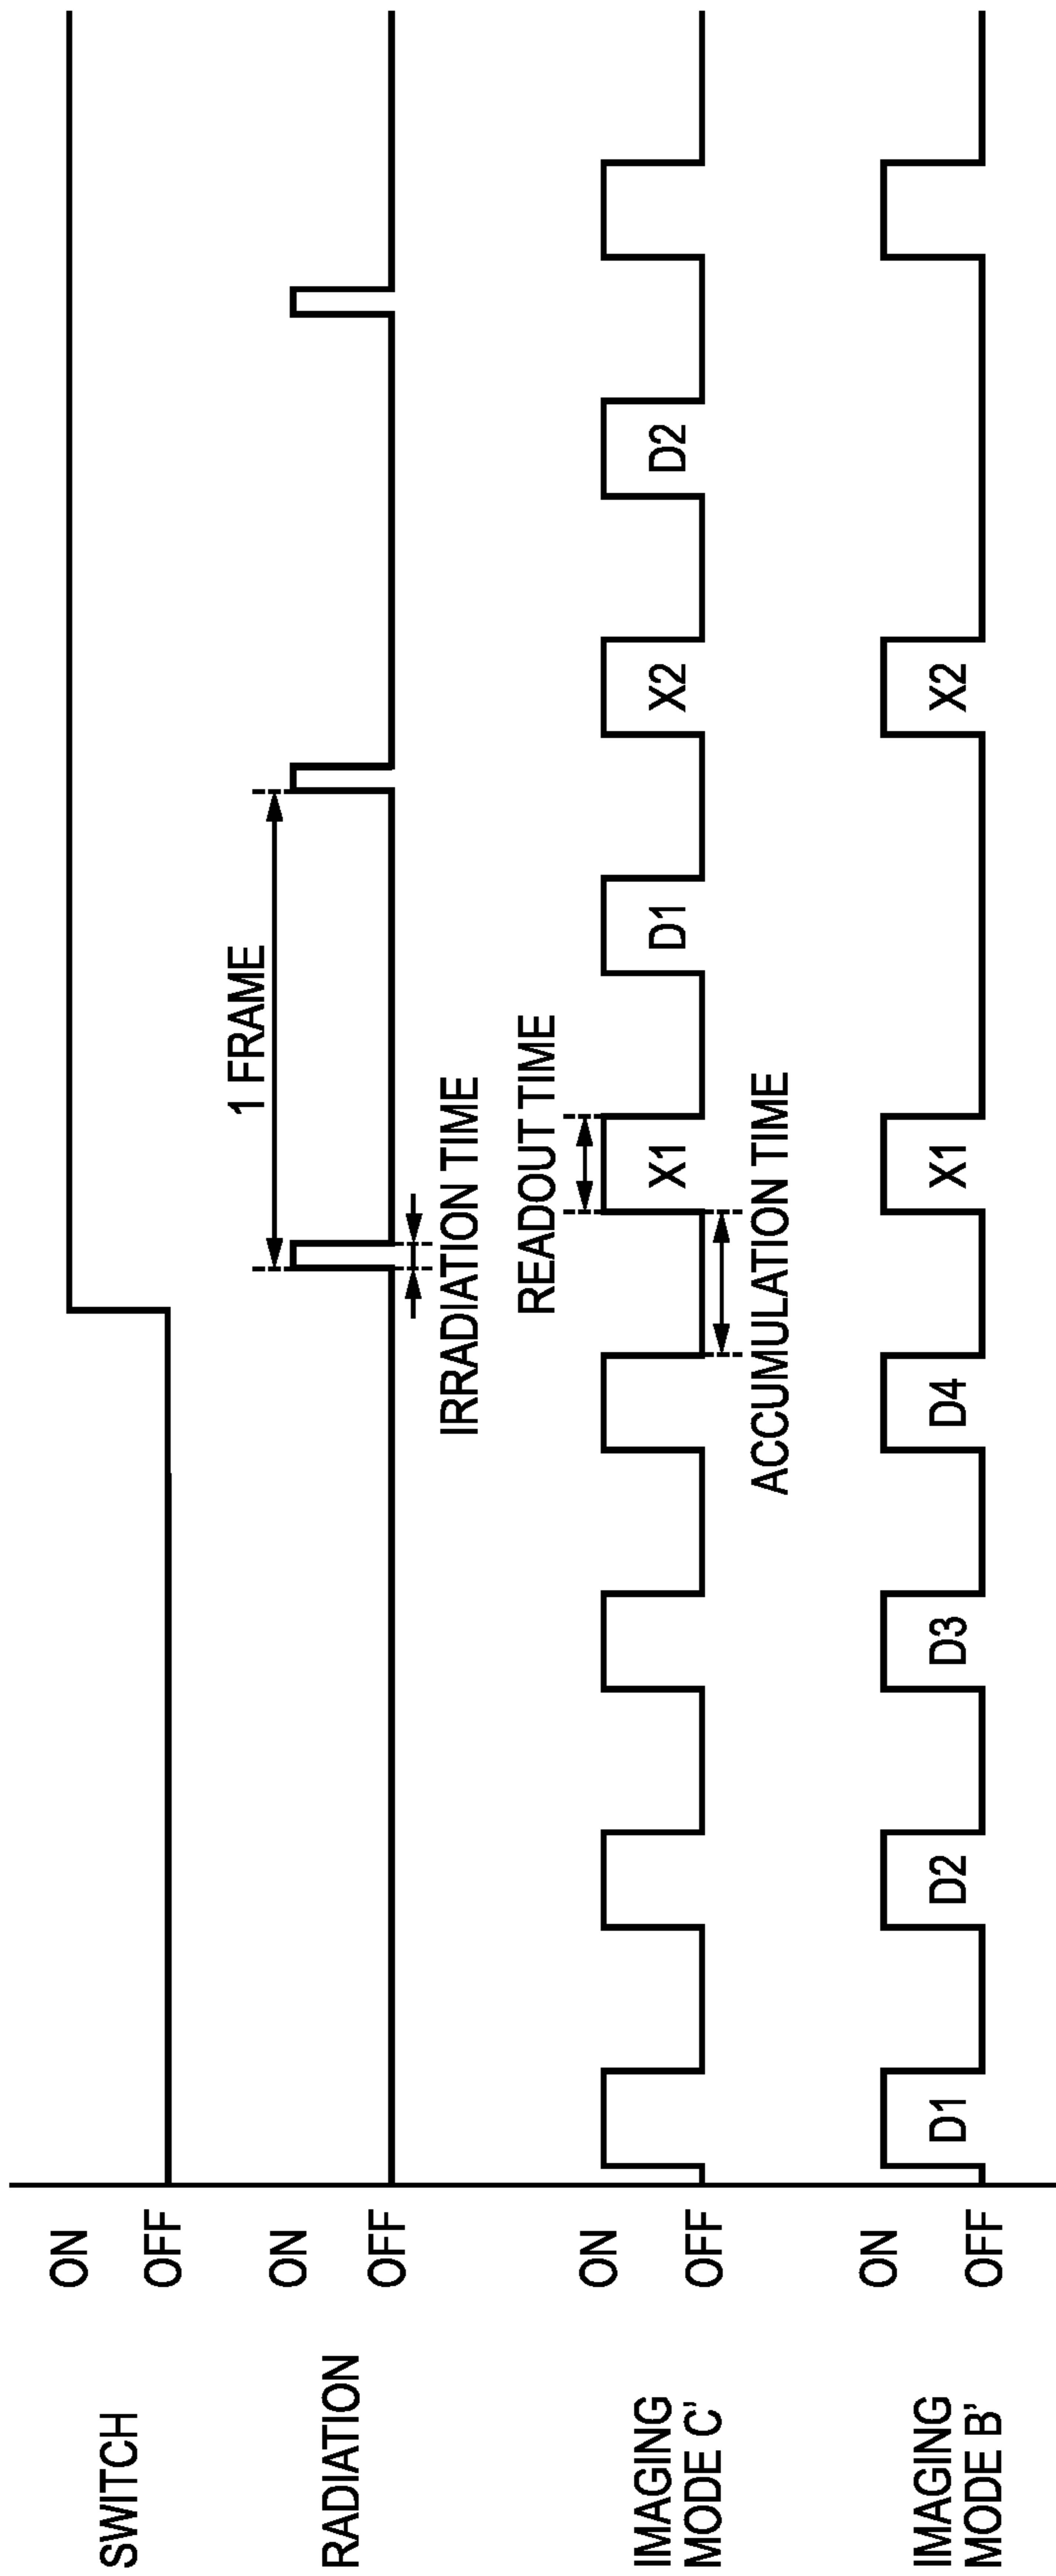 SWITCH
ON
OFF
RADIATION
ON
OFF
1 FRAME
IRRADIATION TIME
IMAGING
MODE C'
ON
OFF
READOUT TIME
X1
D1
X2
D2
ACCUMULATION TIME
IMAGING
MODE B'
ON
OFF
D1
D2
D3
D4
X1
X2